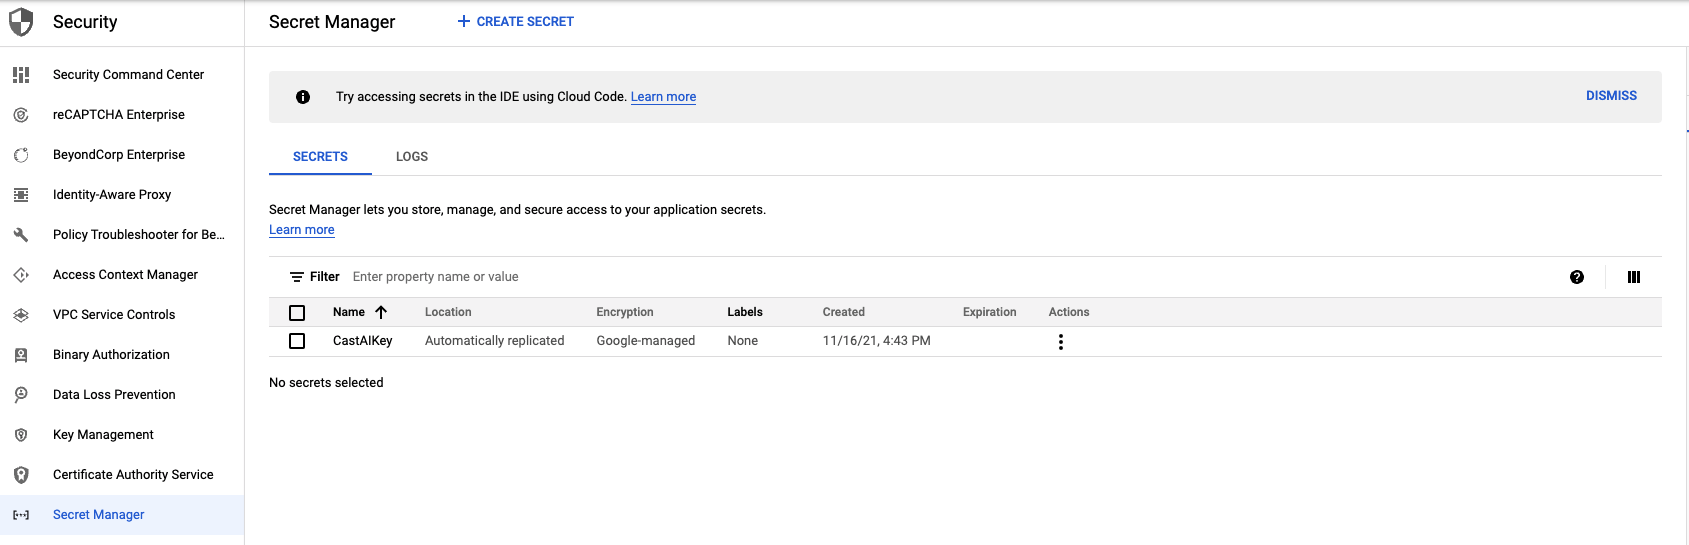 Security
Secret Manager
CREATE SECRET
Security Command Center
reCAPTCHA Enterprise
BeyondCorp Enterprise
Identity-Aware Proxy
Policy Troubleshooter for Be...
Access Context Manager
VPC Service Controls
Binary Authorization
Data Loss Prevention
Key Management
Certificate Authority Service
Secret Manager
Try accessing secrets in the IDE using Cloud Code. Learn more
DISMISS
SECRETS LOGS
Secret Manager lets you store, manage, and secure access to your application secrets.
Learn more
Filter Enter property name or value
Name Location Encryption Labels Created Expiration Actions
CastAIKey Automatically replicated Google-managed None 11/16/21, 4:43 PM
No secrets selected